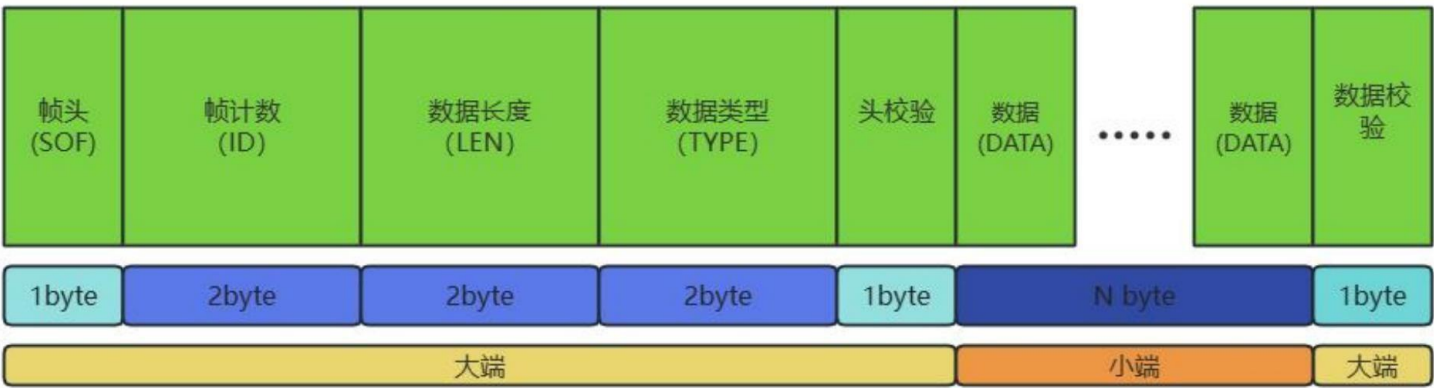 帧头
(SOF)
帧计数
(ID)
数据长度
(LEN)
数据类型
(TYPE)
头校验
数据
(DATA)
•••••
数据
(DATA)
数据校
验
1byte
2byte
2byte
2byte
1byte
N byte
1byte
大端
小端
大端